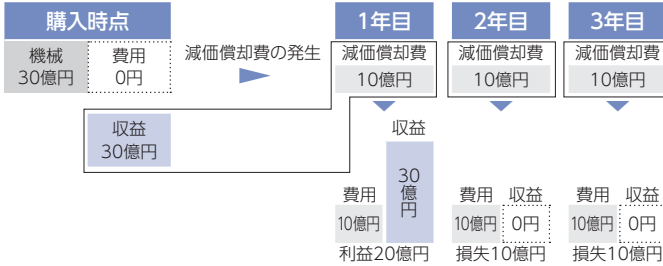 購入時点
機械
30億円
費用
0円
減価償却費の発生
収益
30億円
1年目
減価償却費
10億円
収益
30億円
費用
10億円
利益20億円
2年目
減価償却費
10億円
費用 収益
10億円 0円
損失10億円
3年目
減価償却費
10億円
費用 収益
10億円 0円
損失10億円